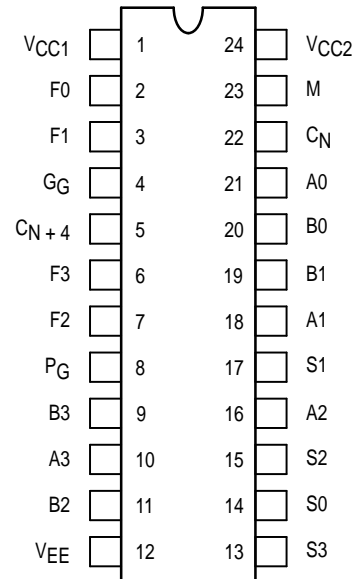 VCC1 1 24 VCC2
F0 2 23 M
F1 3 22 CN
GG 4 21 A0
CN + 4 5 20 B0
F3 6 19 B1
F2 7 18 A1
PG 8 17 S1
B3 9 16 A2
A3 10 15 S2
B2 11 14 S0
VEE 12 13 S3